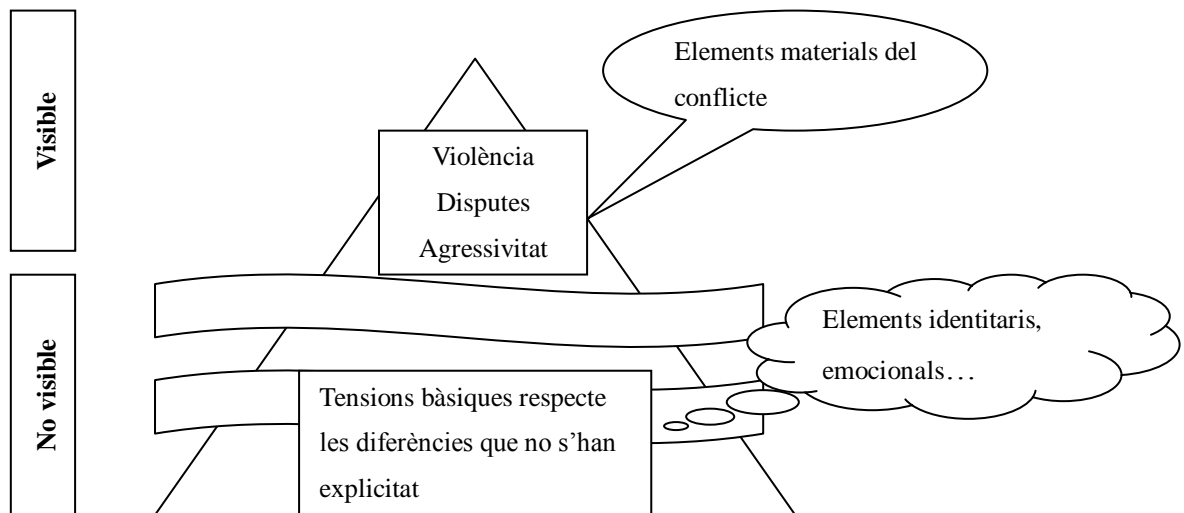 Visible
Elements materials del
conflicte
Violència
Disputes
Agressivitat
No visible
Elements identitaris,
emocionals…
Tensions bàsiques respecte
les diferències que no s’han
explicitat